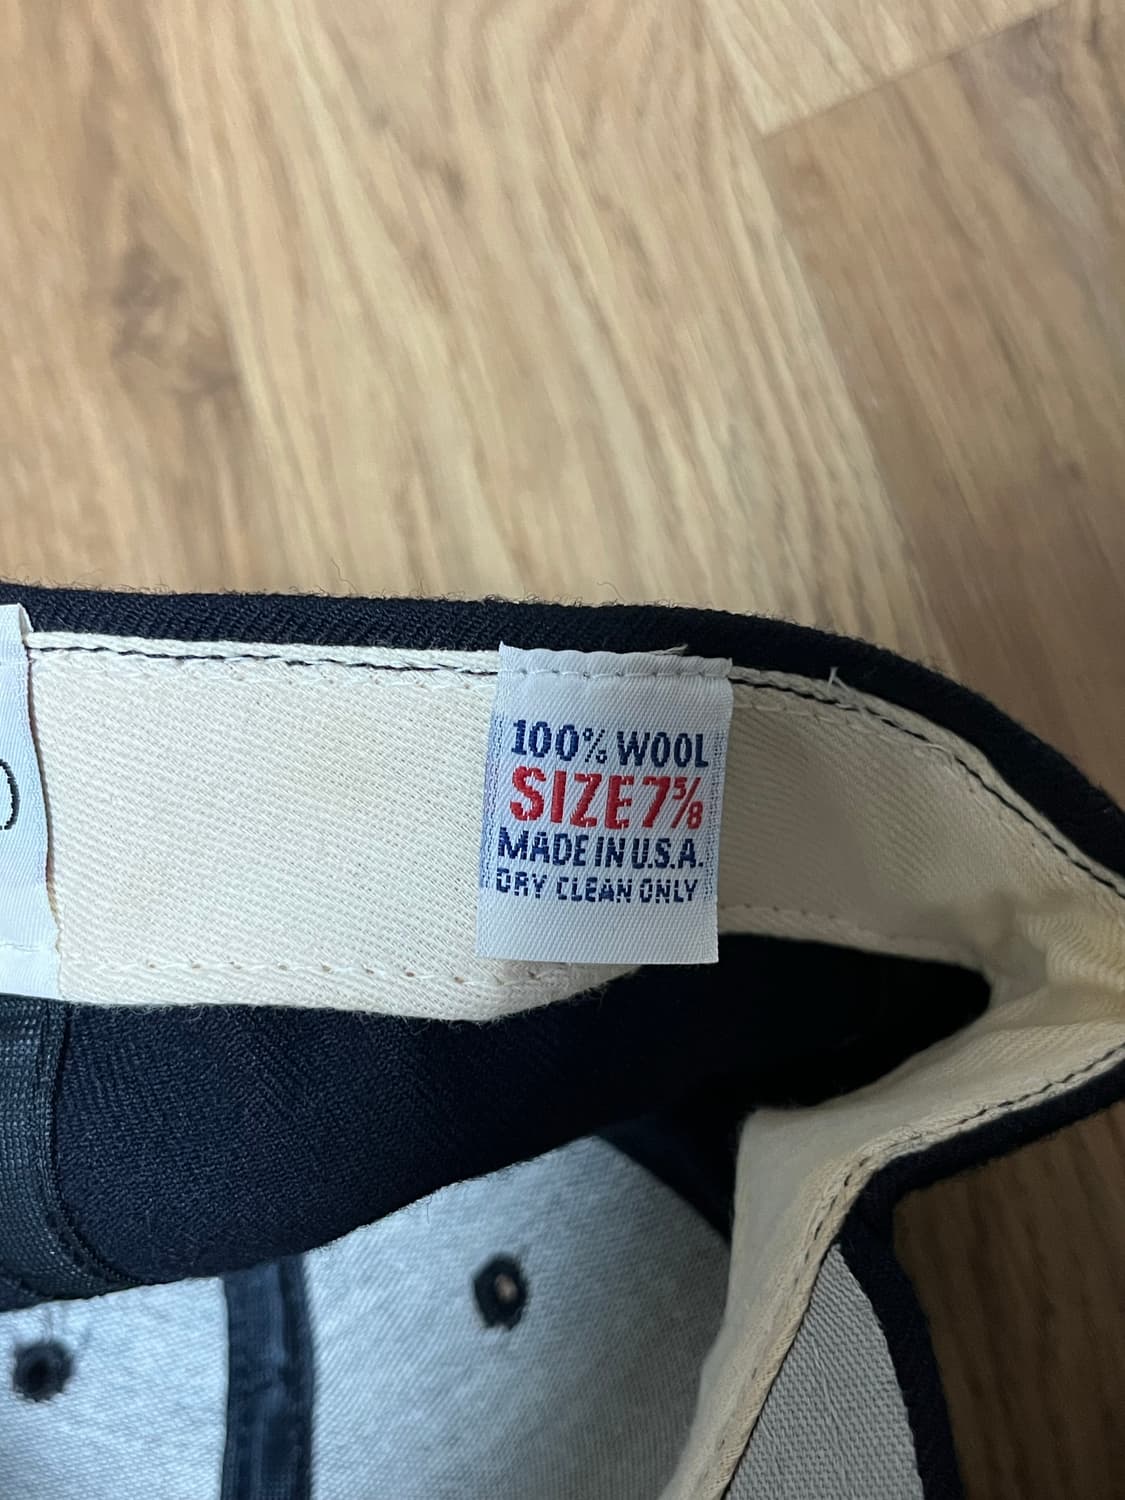 100% WOOL
SIZE 7⅝
MADE IN U.S.A.
DRY CLEAN ONLY